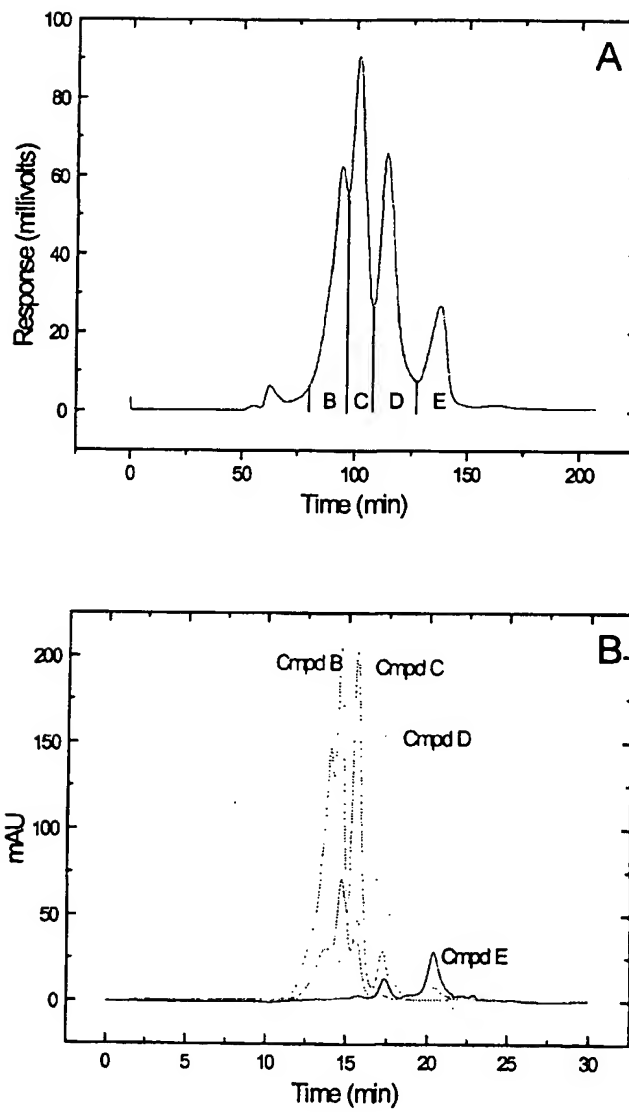 A
100
80
60
40
20
0
Response (millivolts)
B C D E
0 50 100 150 200
Time (min)
B
200
150
100
50
0
mAU
Cmpd B Cmpd C
Cmpd D
Cmpd E
0 5 10 15 20 25 30
Time (min)